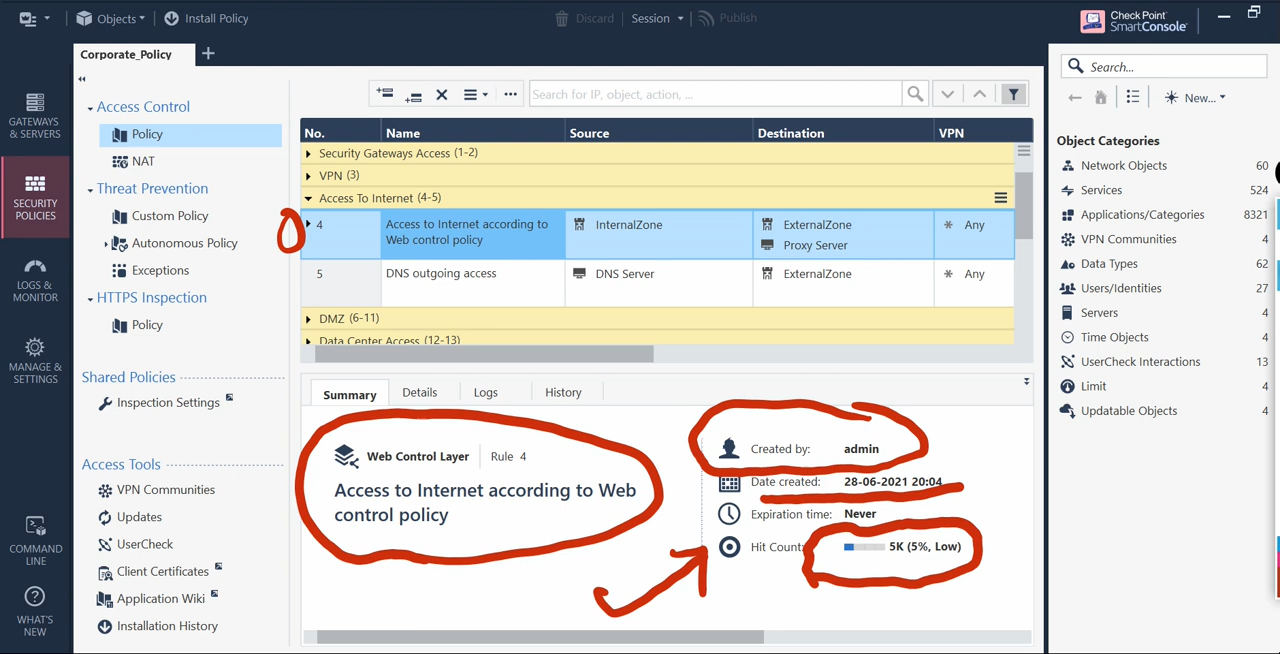 Objects
Install Policy
Discard
Session
Publish
Check Point
SmartConsole
Corporate_Policy
GATEWAYS
& SERVERS
SECURITY
POLICIES
LOGS &
MONITOR
MANAGE &
SETTINGS
COMMAND
LINE
WHAT'S
NEW
Access Control
Policy
NAT
Threat Prevention
Custom Policy
Autonomous Policy
Exceptions
HTTPS Inspection
Policy
Shared Policies
Inspection Settings
Access Tools
VPN Communities
Updates
UserCheck
Client Certificates
Application Wiki
Installation History
Search for IP, object, action, ...
No. Name Source Destination VPN
Security Gateways Access (1-2)
VPN (3)
Access To Internet (4-5)
4 Access to Internet according to InternalZone ExternalZone Any
Web control policy Proxy Server
5 DNS outgoing access DNS Server ExternalZone Any
DMZ (6-11)
Data Center Access (12-13)
Summary Details Logs History
Web Control Layer Rule 4
Access to Internet according to Web
control policy
Created by: admin
Date created: 28-06-2021 20:04
Expiration time: Never
Hit Count: 5K (5%, Low)
Search...
New...
Object Categories
Network Objects 60
Services 524
Applications/Categories 8321
VPN Communities 4
Data Types 62
Users/Identities 27
Servers 4
Time Objects 4
UserCheck Interactions 13
Limit 4
Updatable Objects 4